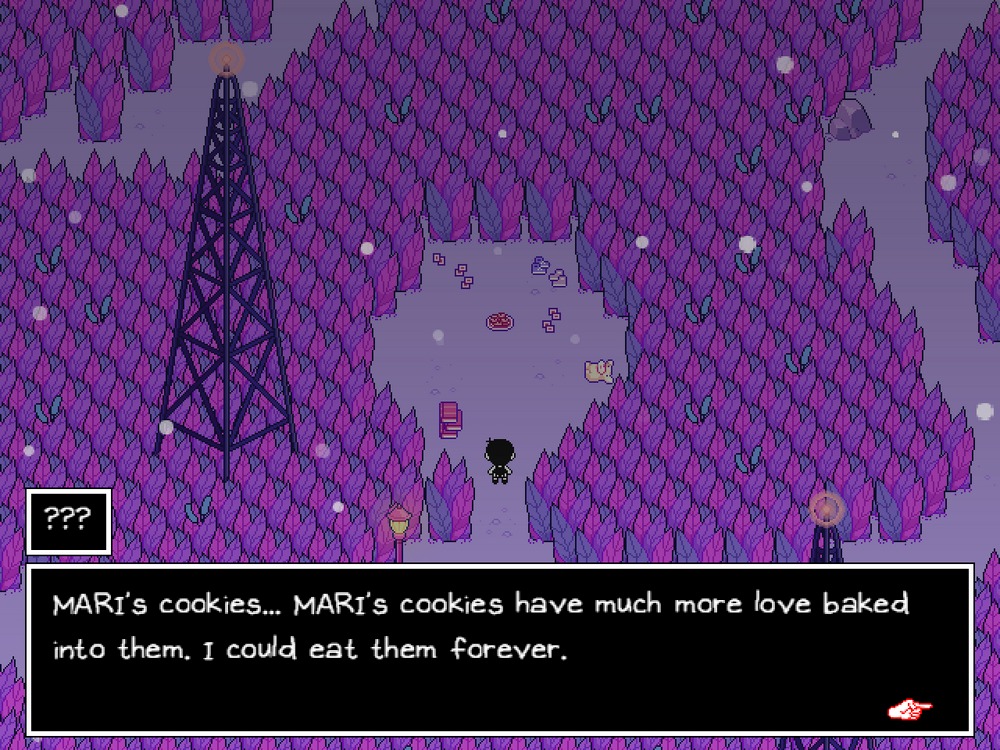 ???
MARI's cookies... MARI's cookies have much more love baked
into them. I could eat them forever.